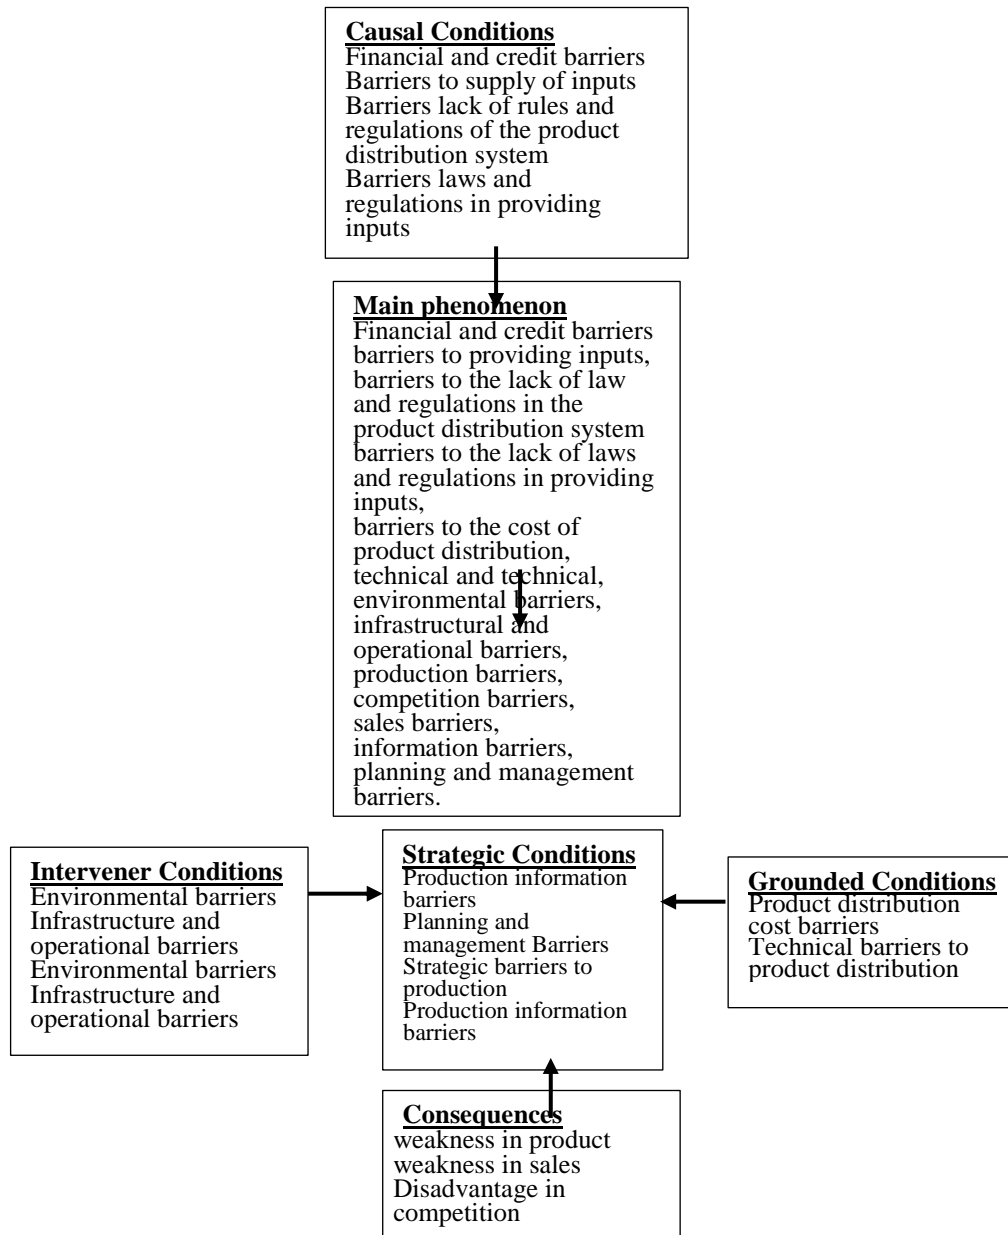 Causal Conditions
Financial and credit barriers
Barriers to supply of inputs
Barriers lack of rules and
regulations of the product
distribution system
Barriers laws and
regulations in providing
inputs
Main phenomenon
Financial and credit barriers
barriers to providing inputs,
barriers to the lack of law
and regulations in the
product distribution system
barriers to the lack of laws
and regulations in providing
inputs,
barriers to the cost of
product distribution,
technical and technical,
environmental barriers,
infrastructural and
operational barriers,
production barriers,
competition barriers,
sales barriers,
information barriers,
planning and management
barriers.
Intervener Conditions
Environmental barriers
Infrastructure and
operational barriers
Environmental barriers
Infrastructure and
operational barriers
Strategic Conditions
Production information
barriers
Planning and
management Barriers
Strategic barriers to
production
Production information
barriers
Grounded Conditions
Product distribution
cost barriers
Technical barriers to
product distribution
Consequences
weakness in product
weakness in sales
Disadvantage in
competition